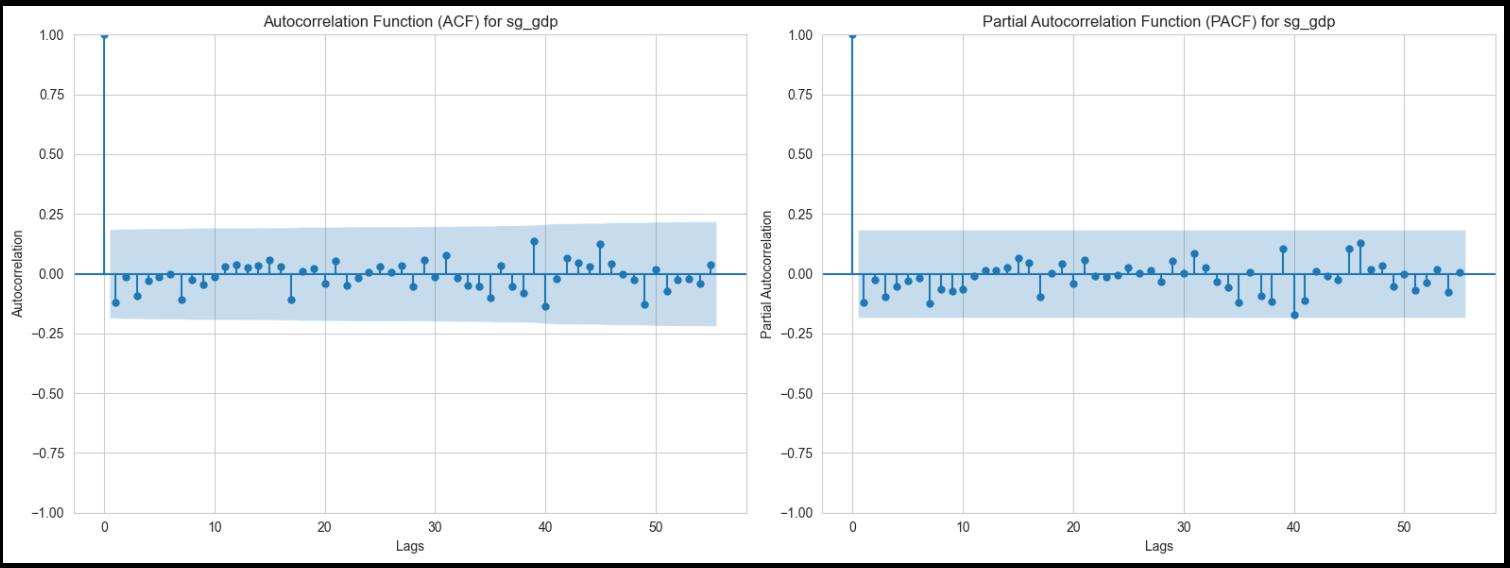 Autocorrelation Function (ACF) for sg_gdp
1.00
0.75
0.50
0.25
0.00
−0.25
−0.50
−0.75
−1.00
Autocorrelation
0 10 20 30 40 50
Lags
Partial Autocorrelation Function (PACF) for sg_gdp
1.00
0.75
0.50
0.25
0.00
−0.25
−0.50
−0.75
−1.00
Partial Autocorrelation
0 10 20 30 40 50
Lags